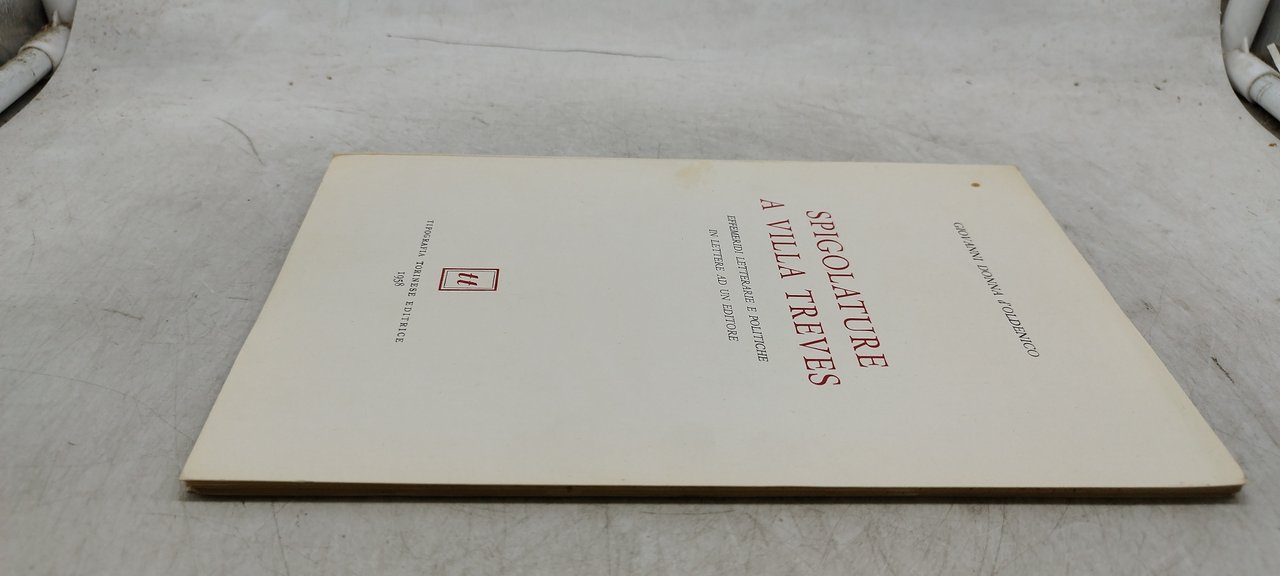 GIOVANNI DONNA d'OLDENICO
SPIGOLATURE
A VILLA TREVES
EFFEMERIDI LETTERARIE E POLITICHE
IN LETTERE AD UN EDITORE
tt
TIPOGRAFIA TORINESE EDITRICE
1958